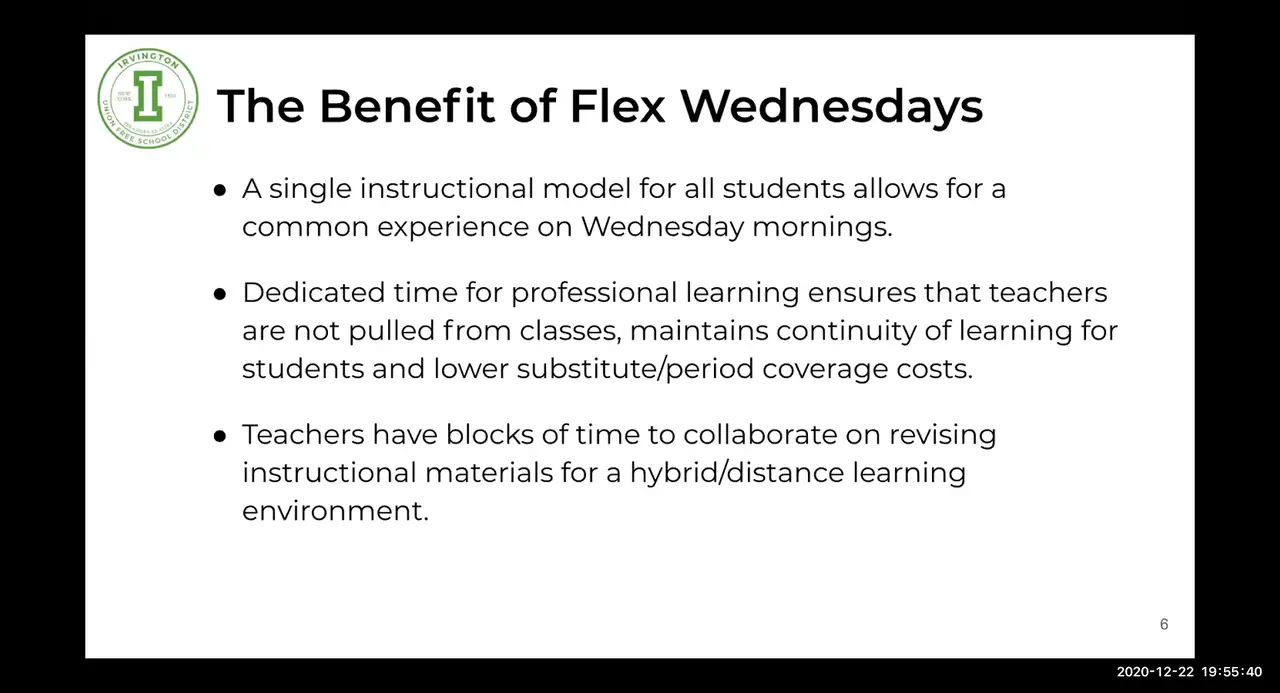 IRVINGTON
UNION FREE SCHOOL DISTRICT
NEW
YORK
I
The Benefit of Flex Wednesdays
● A single instructional model for all students allows for a
common experience on Wednesday mornings.
● Dedicated time for professional learning ensures that teachers
are not pulled from classes, maintains continuity of learning for
students and lower substitute/period coverage costs.
● Teachers have blocks of time to collaborate on revising
instructional materials for a hybrid/distance learning
environment.
6
2020-12-22 19:55:40